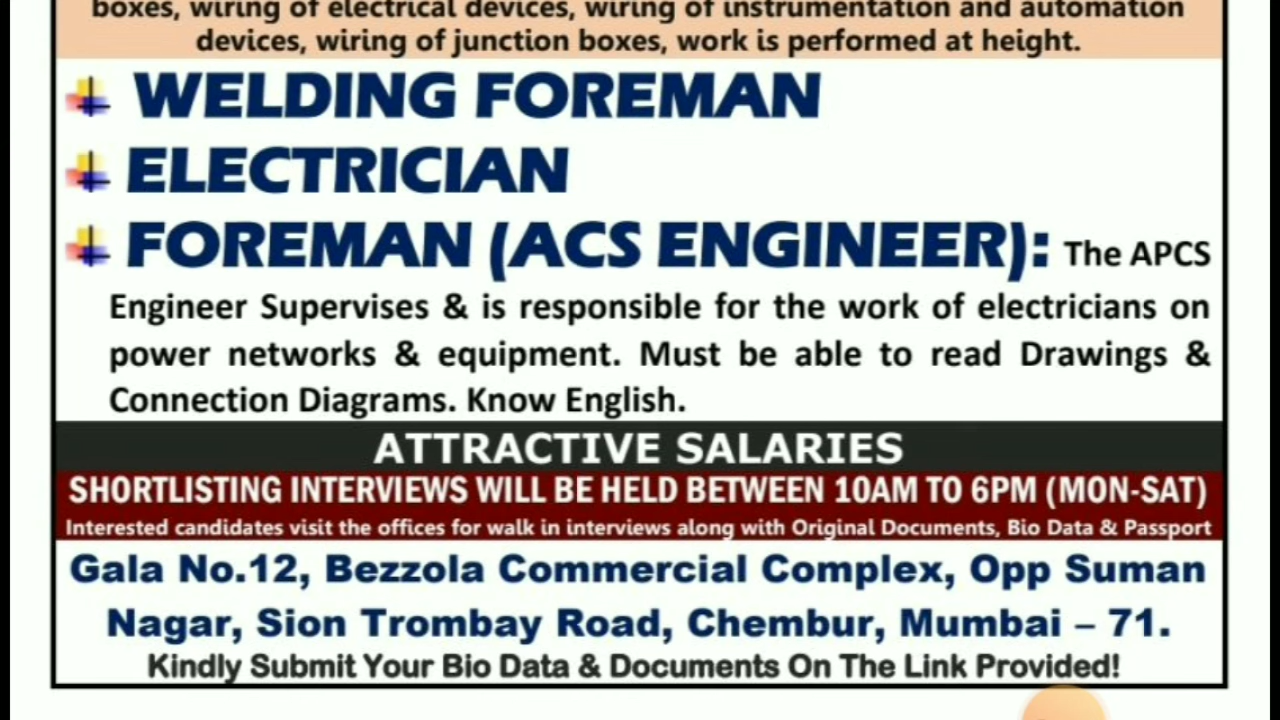 boxes, wiring of electrical devices, wiring of instrumentation and automation
devices, wiring of junction boxes, work is performed at height.
WELDING FOREMAN
ELECTRICIAN
FOREMAN (ACS ENGINEER): The APCS
Engineer Supervises & is responsible for the work of electricians on
power networks & equipment. Must be able to read Drawings &
Connection Diagrams. Know English.
ATTRACTIVE SALARIES
SHORTLISTING INTERVIEWS WILL BE HELD BETWEEN 10AM TO 6PM (MON-SAT)
Interested candidates visit the offices for walk in interviews along with Original Documents, Bio Data & Passport
Gala No.12, Bezzola Commercial Complex, Opp Suman
Nagar, Sion Trombay Road, Chembur, Mumbai – 71.
Kindly Submit Your Bio Data & Documents On The Link Provided!